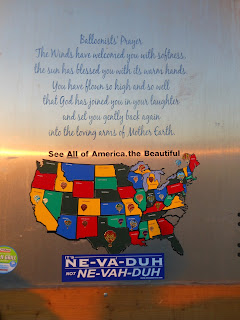 Balloonists' Prayer
The Winds have welcomed you with softness,
the sun has blessed you with its warm hands.
You have flown so high and so well
that God has joined you in your laughter
and set you gently back again
into the loving arms of Mother Earth.
See All of America, the Beautiful
NE-VA-DUH
NOT NE-VAH-DUH